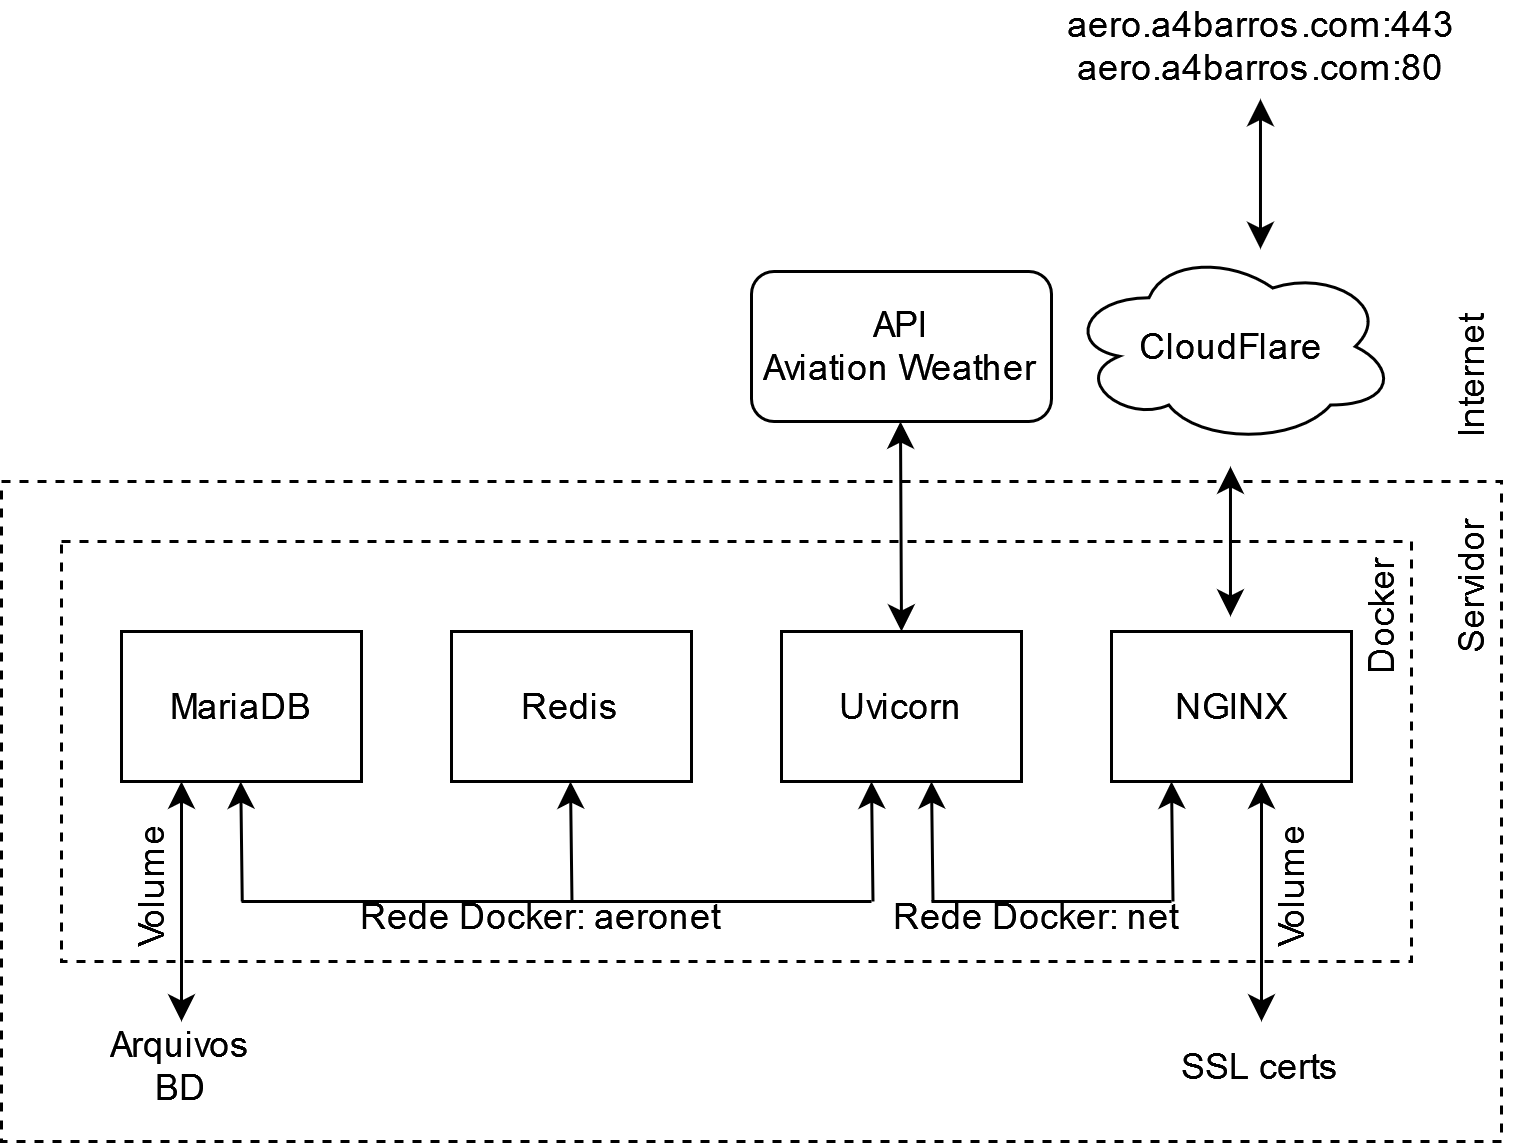 aero.a4barros.com:443
aero.a4barros.com:80
API
Aviation Weather
CloudFlare
Internet
Servidor
Docker
MariaDB
Redis
Uvicorn
NGINX
Volume
Rede Docker: aeronet
Rede Docker: net
Volume
Arquivos
BD
SSL certs